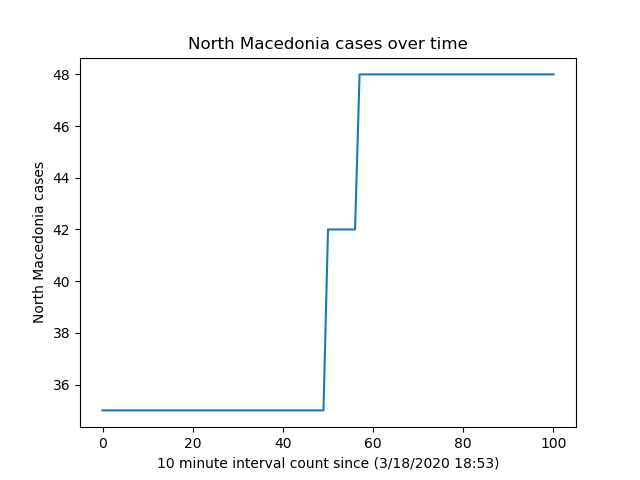 North Macedonia cases over time
48
46
44
42
40
38
36
North Macedonia cases
0 20 40 60 80 100
10 minute interval count since (3/18/2020 18:53)